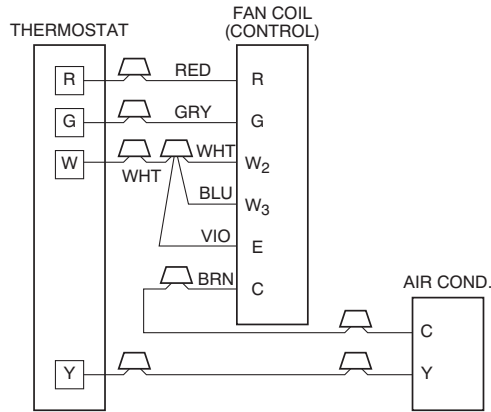 FAN COIL
(CONTROL)
THERMOSTAT
R RED R
G GRY G
W WHT WHT W2
BLU W3
VIO E
BRN C
AIR COND.
C
Y Y